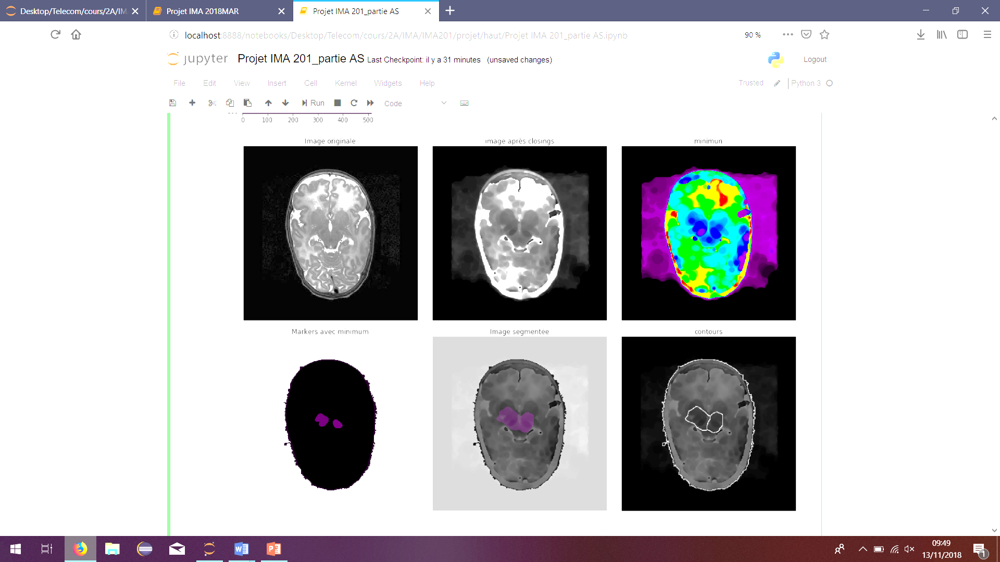 Desktop/Telecom/cours/2A/IM
Projet IMA 2018MAR
Projet IMA 201_partie AS
localhost:8888/notebooks/Desktop/Telecom/cours/2A/IMA/IMA201/projet/haut/Projet IMA 201_partie AS.ipynb
90 %
jupyter Projet IMA 201_partie AS Last Checkpoint: il y a 31 minutes (unsaved changes)
Logout
File Edit View Insert Cell Kernel Widgets Help
Trusted Python 3
Run Code
0 100 200 300 400 500
Image originale
image après closings
minimun
Markers avec minimum
Image segmentée
contours
09:49
13/11/2018
1